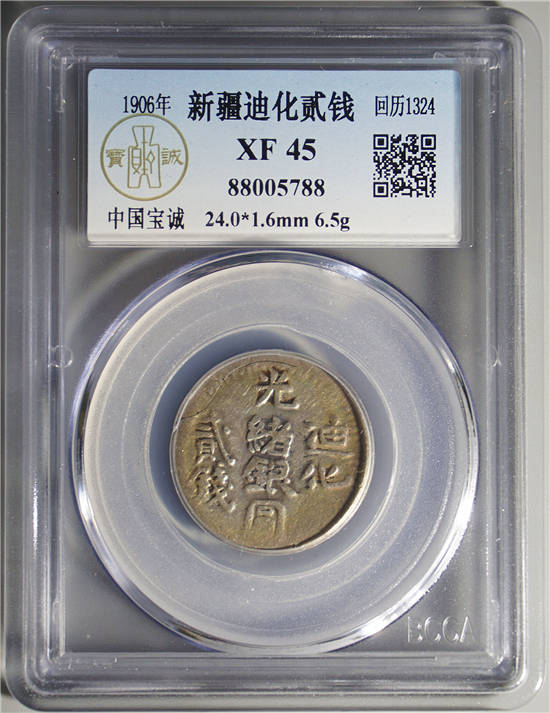 1906年 新疆迪化贰钱 回历1324
寶 誠
XF 45
88005788
中国宝诚 24.0*1.6mm 6.5g
光緒銀円
迪化
貳錢
BCCA